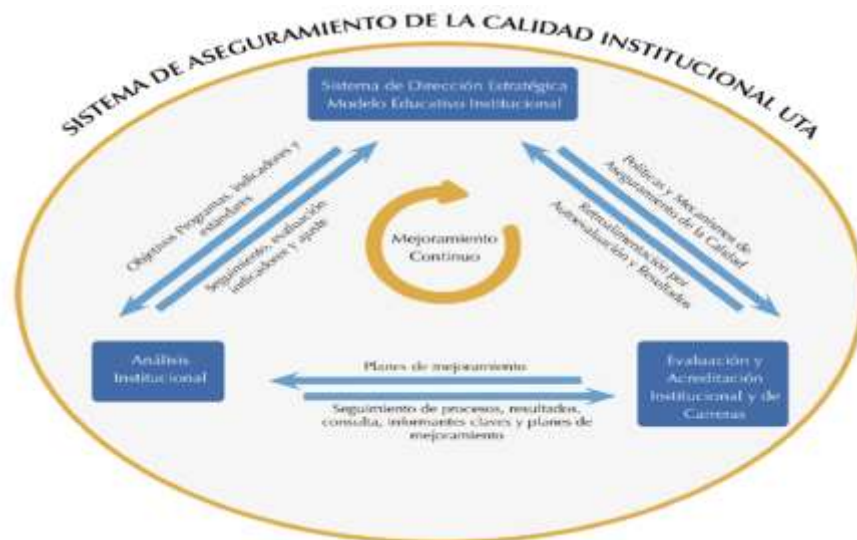 SISTEMA DE ASEGURAMIENTO DE LA CALIDAD INSTITUCIONAL UTA
Sistema de Dirección Estratégica
Modelo Educativo Institucional
Objetivos Programas, indicadores y
estándares
Seguimiento, evaluación
indicadores y ajuste
Mejoramiento
Continuo
Políticas y Mecanismos de
Aseguramiento de la Calidad
Retroalimentación por
Autoevaluación y Resultados
Análisis
Institucional
Planes de mejoramiento
Seguimiento de procesos, resultados,
consulta, informantes claves y planes de
mejoramiento
Evaluación y
Acreditación
Institucional y de
Carreras